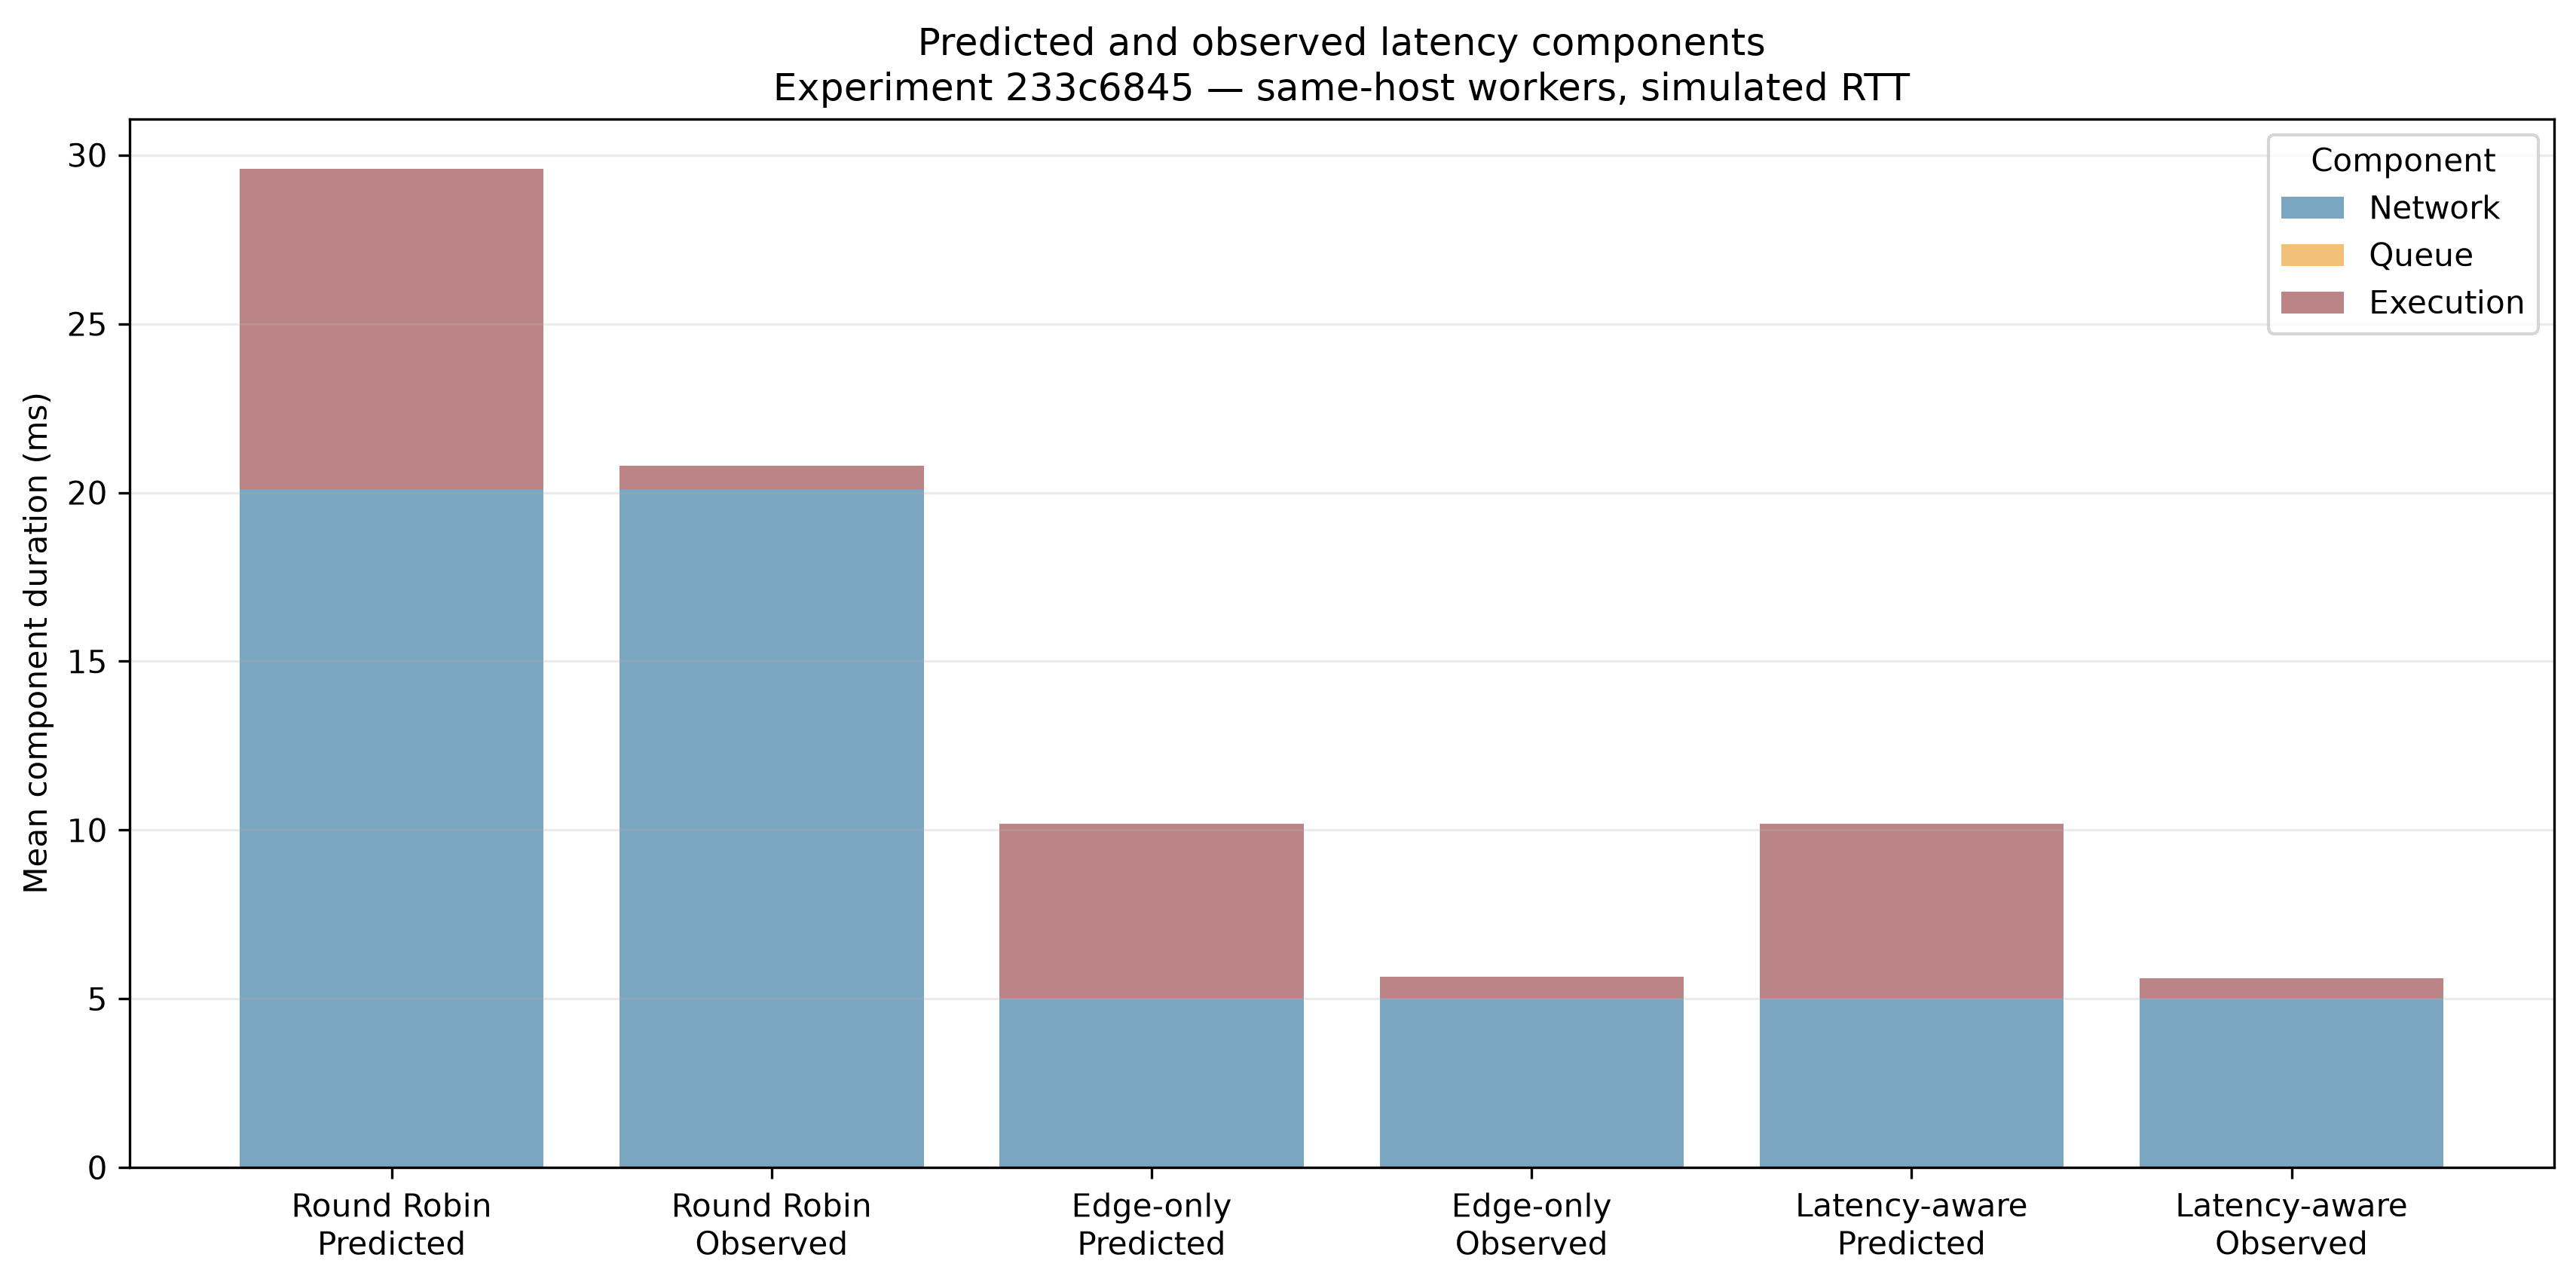 Predicted and observed latency components
Experiment 233c6845 — same-host workers, simulated RTT
Mean component duration (ms)
30
25
20
15
10
5
0
Component
Network
Queue
Execution
Round Robin
Predicted
Round Robin
Observed
Edge-only
Predicted
Edge-only
Observed
Latency-aware
Predicted
Latency-aware
Observed